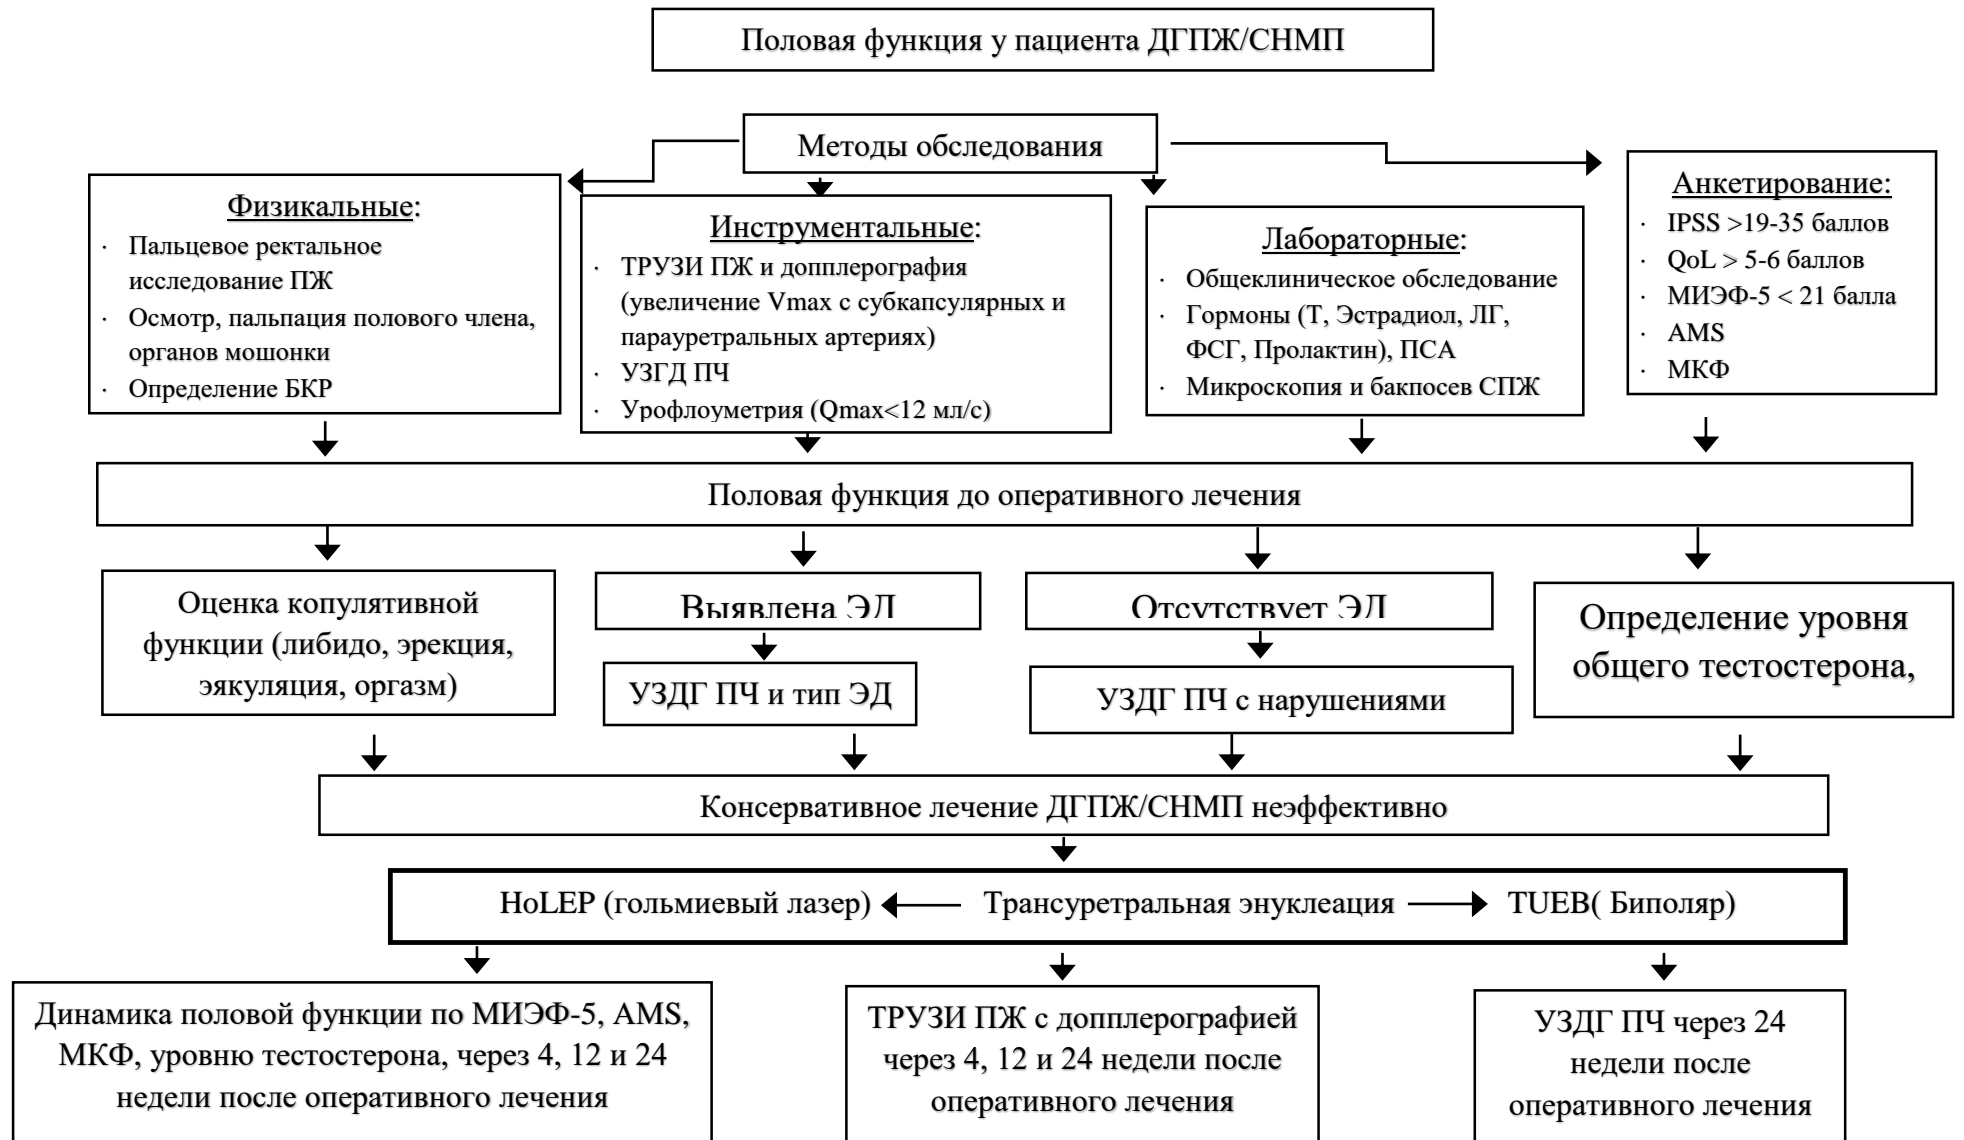 Половая функция у пациента ДГПЖ/СНМП
Методы обследования
Физикальные:
· Пальцевое ректальное
исследование ПЖ
· Осмотр, пальпация полового члена,
органов мошонки
· Определение БКР
Инструментальные:
· ТРУЗИ ПЖ и допплерография
(увеличение Vmax с субкапсулярных и
парауретральных артериях)
· УЗГД ПЧ
· Урофлоуметрия (Qmax<12 мл/с)
Лабораторные:
· Общеклиническое обследование
· Гормоны (Т, Эстрадиол, ЛГ,
ФСГ, Пролактин), ПСА
· Микроскопия и бакпосев СПЖ
Анкетирование:
· IPSS >19-35 баллов
· QoL > 5-6 баллов
· МИЭФ-5 < 21 балла
· AMS
· МКФ
Половая функция до оперативного лечения
Оценка копулятивной
функции (либидо, эрекция,
эякуляция, оргазм)
Выявлена ЭД
УЗДГ ПЧ и тип ЭД
Отсутствует ЭД
УЗДГ ПЧ с нарушениями
Определение уровня
общего тестостерона,
Консервативное лечение ДГПЖ/СНМП неэффективно
HoLEP (гольмиевый лазер) Трансуретральная энуклеация TUEB( Биполяр)
Динамика половой функции по МИЭФ-5, AMS,
МКФ, уровню тестостерона, через 4, 12 и 24
недели после оперативного лечения
ТРУЗИ ПЖ с допплерографией
через 4, 12 и 24 недели после
оперативного лечения
УЗДГ ПЧ через 24
недели после
оперативного лечения